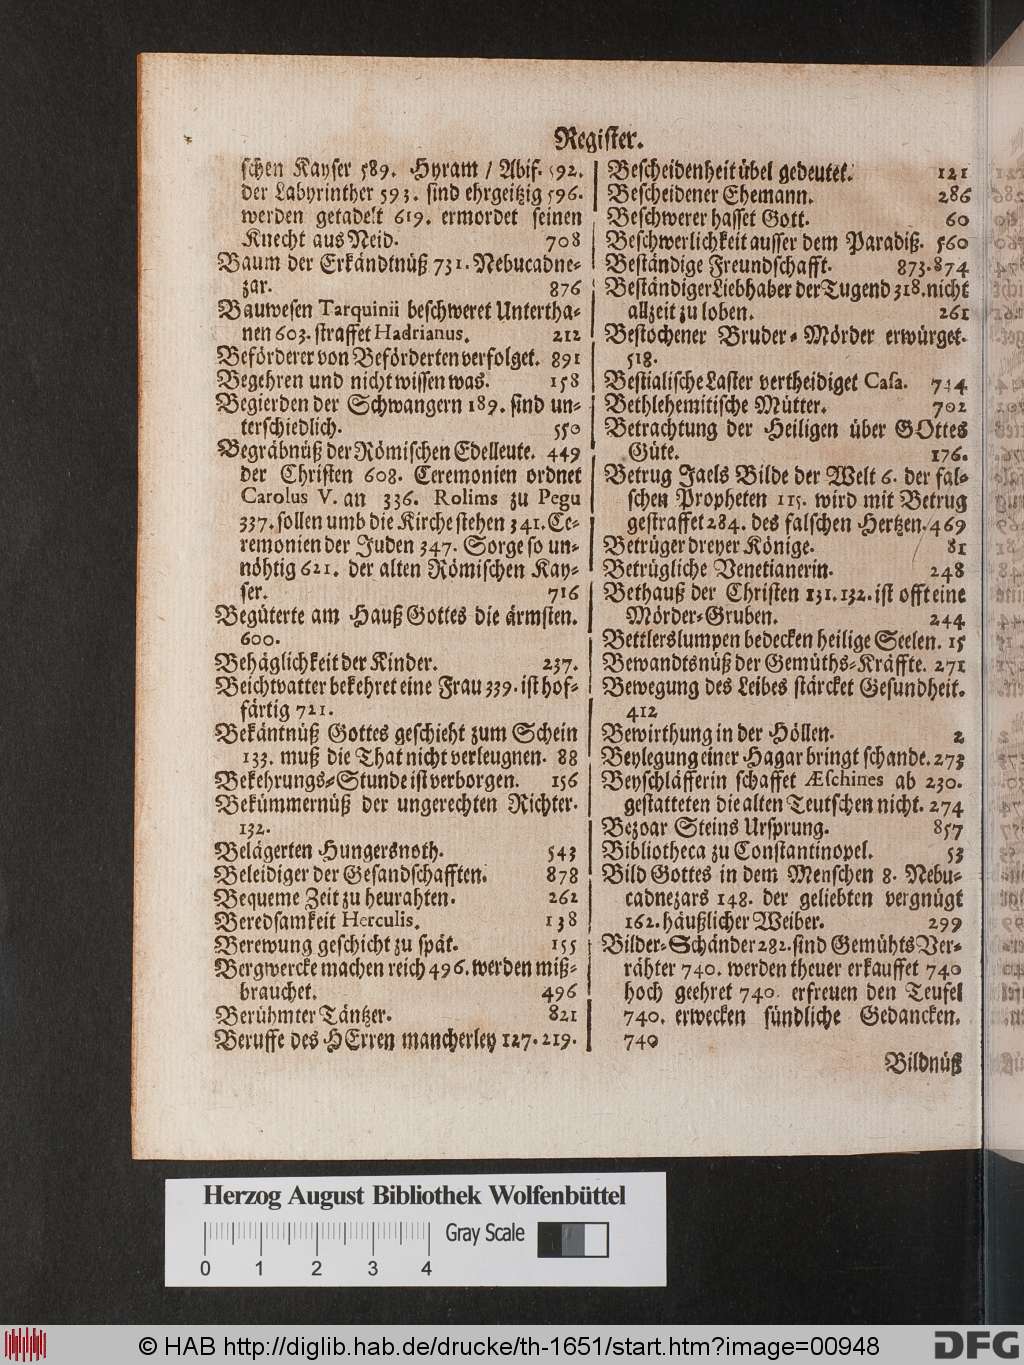 Register.
schen Kayser 589. Hyram / Abif. 592.
der Labyrinther 593. sind ehrgeitzig 596.
werden getadelt 619. ermordet seinen
Knecht aus Neid. 708
Baum der Erkändtnüß 731. Nebucadne-
zar. 876
Bauwesen Tarquinii beschweret Untertha-
nen 603. straffet Hadrianus. 212
Beförderer von Beförderten verfolget. 891
Begehren und nicht wissen was. 158
Begierden der Schwangern 189. sind un-
terschiedlich. 550
Begräbnüß der Römischen Edelleute. 449
der Christen 608. Ceremonien ordnet
Carolus V. an 336. Rolims zu Pegu
337. sollen umb die Kirche stehen 341. Ce-
remonien der Juden 347. Sorge so un-
nöhtig 621. der alten Römischen Kay-
ser. 716
Begüterte am Hauß Gottes die ärmsten.
600.
Behäglichkeit der Kinder. 237.
Beichtvatter bekehret eine Frau 339. ist hof-
färtig 721.
Bekäntnüß Gottes geschieht zum Schein
133. muß die That nicht verleugnen. 88
Bekehrungs-Stunde ist verborgen. 156
Bekümmernüß der ungerechten Richter.
132.
Belägerten Hungersnoth. 543
Beleidiger der Gesandschafften. 878
Bequeme Zeit zu heurahten. 262
Beredsamkeit Herculis. 138
Berewung geschicht zu spät. 155
Bergwercke machen reich 496. werden miß-
brauchet. 496
Berühmter Täntzer. 821
Beruffe des HErren mancherley 127. 219.
Bescheidenheit übel gedeutet. 121
Bescheidener Ehemann. 286
Beschwerer hasset Gott. 60
Beschwerlichkeit ausser dem Paradiß. 560
Beständige Freundschafft. 873. 874
Beständiger Liebhaber der Tugend 318. nicht
allzeit zu loben. 261
Bestochener Bruder-Mörder erwürget.
518.
Bestialische Laster vertheidiget Casa. 744
Bethlehemitische Mütter. 702
Betrachtung der Heiligen über GOttes
Güte. 176.
Betrug Jaels Bilde der Welt 6. der fal-
schen Propheten 115. wird mit Betrug
gestraffet 284. des falschen Hertzen. 469
Betrüger dreyer Könige. 81
Betrügliche Venetianerin. 248
Bethauß der Christen 131. 132. ist offt eine
Mörder-Gruben. 244
Bettlerslumpen bedecken heilige Seelen. 15
Bewandtsnüß der Gemüths-Kräffte. 271
Bewegung des Leibes stärcket Gesundheit.
412
Bewirthung in der Höllen. 2
Beylegung einer Hagar bringt schande. 273
Beyschläfferin schaffet Æschines ab 230.
gestatteten die alten Teutschen nicht. 274
Bezoar Steins Ursprung. 857
Bibliotheca zu Constantinopel. 53
Bild Gottes in dem Menschen 8. Nebu-
cadnezars 148. der geliebten vergnügt
162. häußlicher Weiber. 299
Bilder-Schänder 282. sind Gemühts Ver-
rähter 740. werden theuer erkauffet 740
hoch geehret 740. erfreuen den Teufel
740. erwecken sündliche Gedancken.
740
Bildnüß
Herzog August Bibliothek Wolfenbüttel
Gray Scale
0 1 2 3 4
© HAB http://diglib.hab.de/drucke/th-1651/start.htm?image=00948
DFG